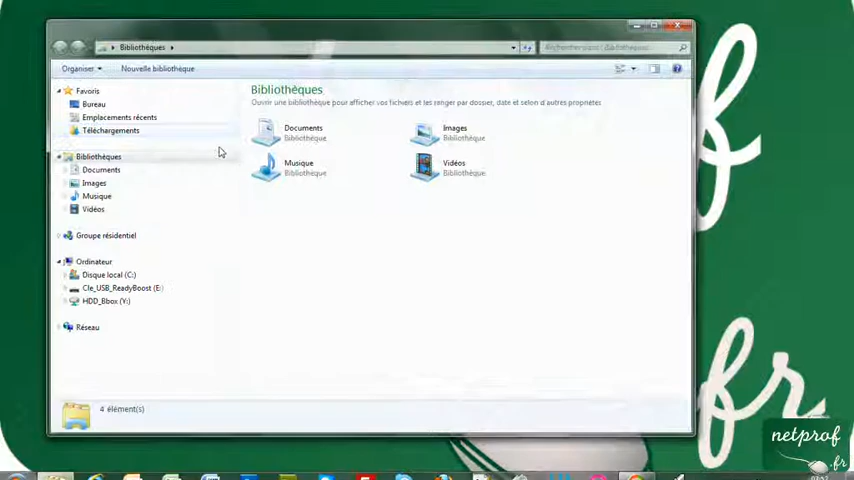 Bibliothèques
Rechercher dans : Bibliothèques
Organiser
Nouvelle bibliothèque
Favoris
Bureau
Emplacements récents
Téléchargements
Bibliothèques
Documents
Images
Musique
Vidéos
Groupe résidentiel
Ordinateur
Disque local (C:)
Cle_USB_ReadyBoost (E:)
HDD_Bbox (Y:)
Réseau
Bibliothèques
Ouvrir une bibliothèque pour afficher vos fichiers et les ranger par dossier, date et selon d'autres propriétés
Documents
Bibliothèque
Images
Bibliothèque
Musique
Bibliothèque
Vidéos
Bibliothèque
4 élément(s)
fr
netprof
.fr